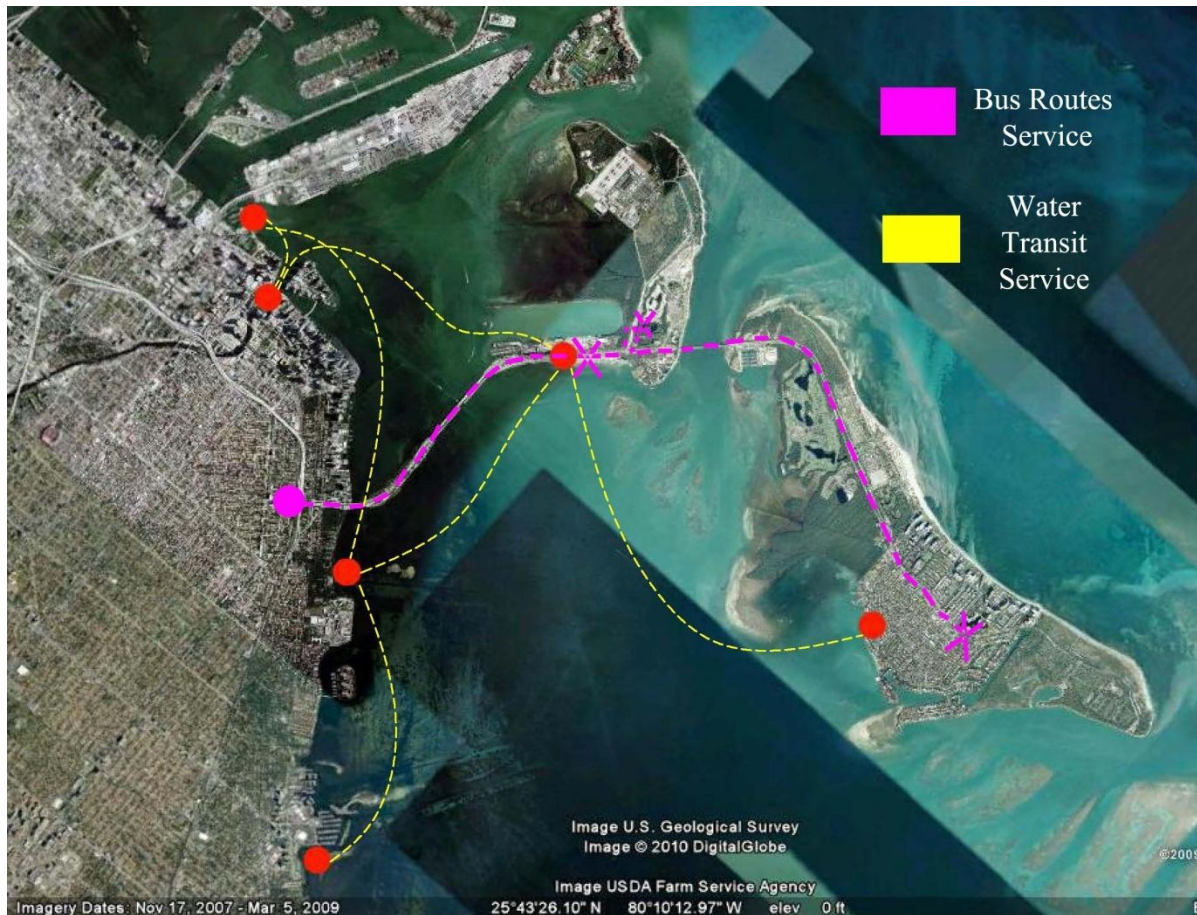 Bus Routes
Service
Water
Transit
Service
Image U.S. Geological Survey
Image © 2010 DigitalGlobe
©2009
Image USDA Farm Service Agency
Imagery Dates: Nov 17, 2007 - Mar 5, 2009 25°43'26.10" N 80°10'12.97" W elev 0 ft